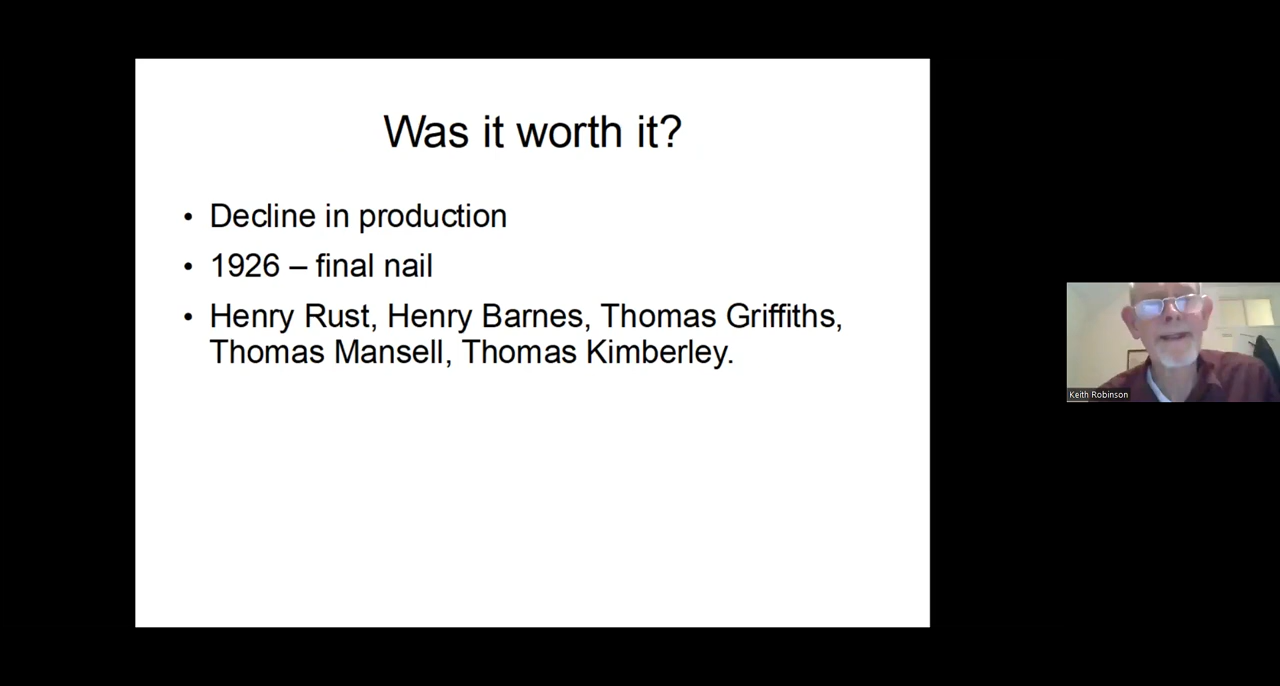 Was it worth it?
• Decline in production
• 1926 – final nail
• Henry Rust, Henry Barnes, Thomas Griffiths,
Thomas Mansell, Thomas Kimberley.
Keith Robinson